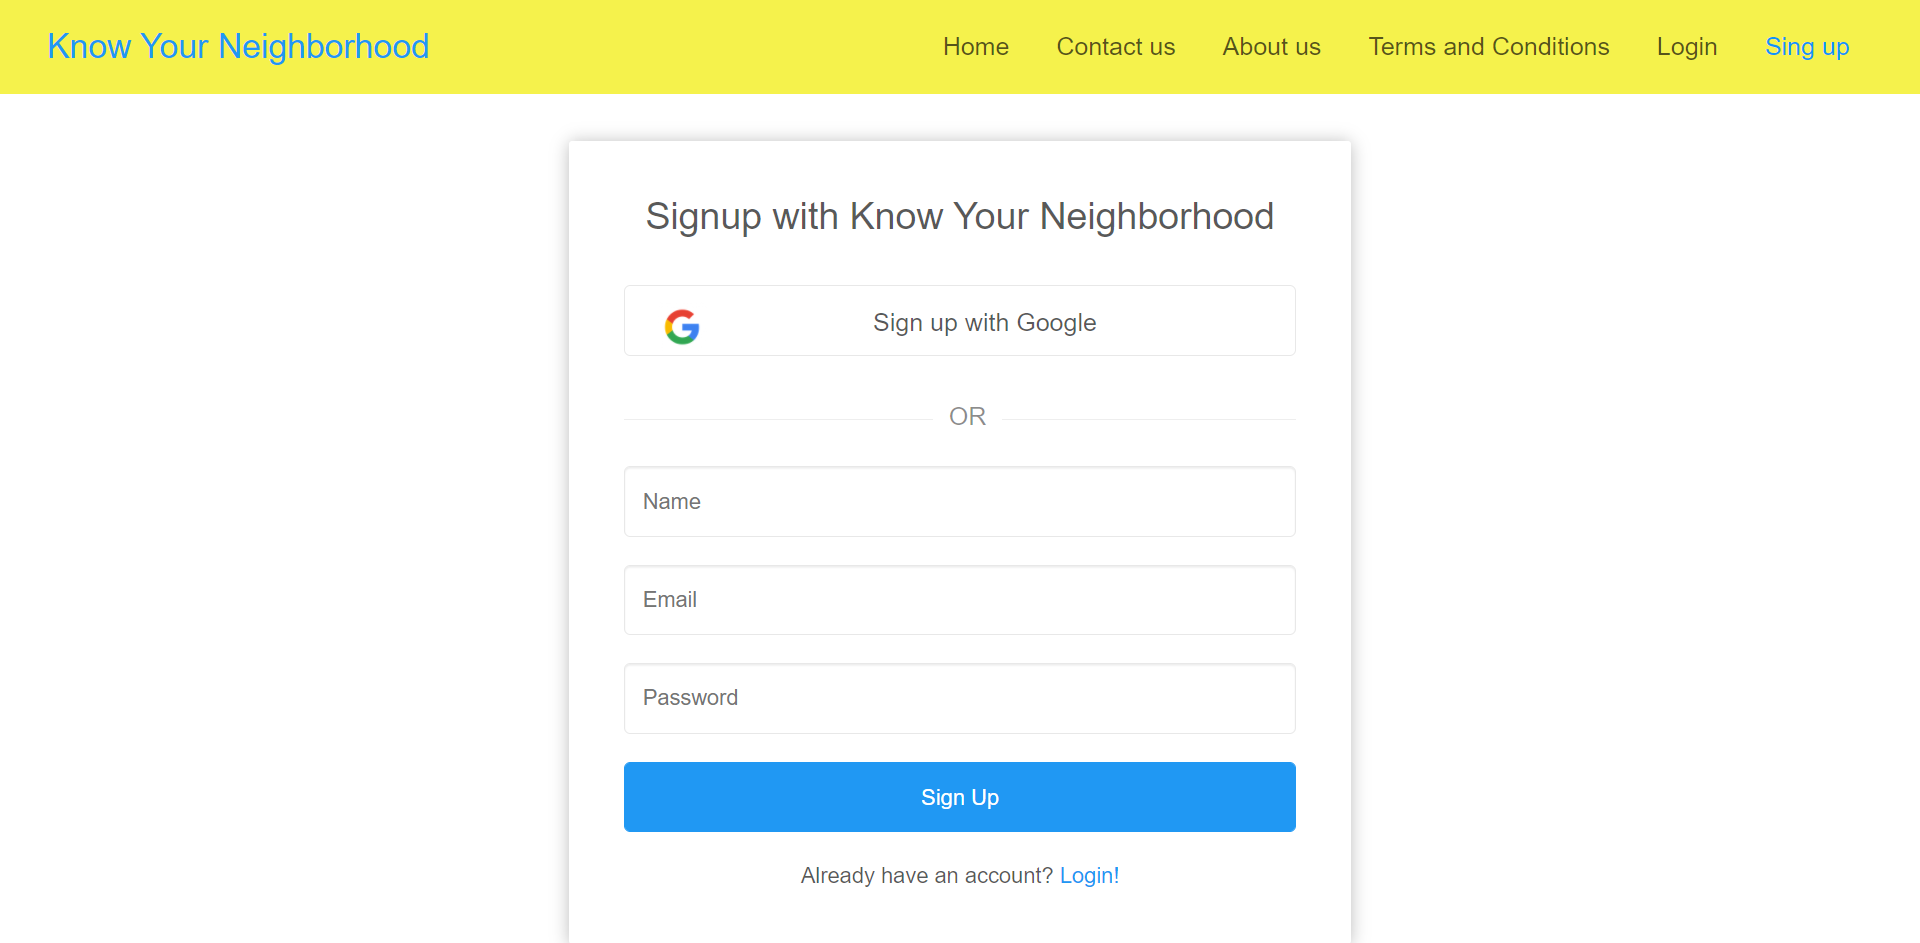 Know Your Neighborhood
Home Contact us About us Terms and Conditions Login Sing up
Signup with Know Your Neighborhood
Sign up with Google
OR
Name
Email
Password
Sign Up
Already have an account? Login!